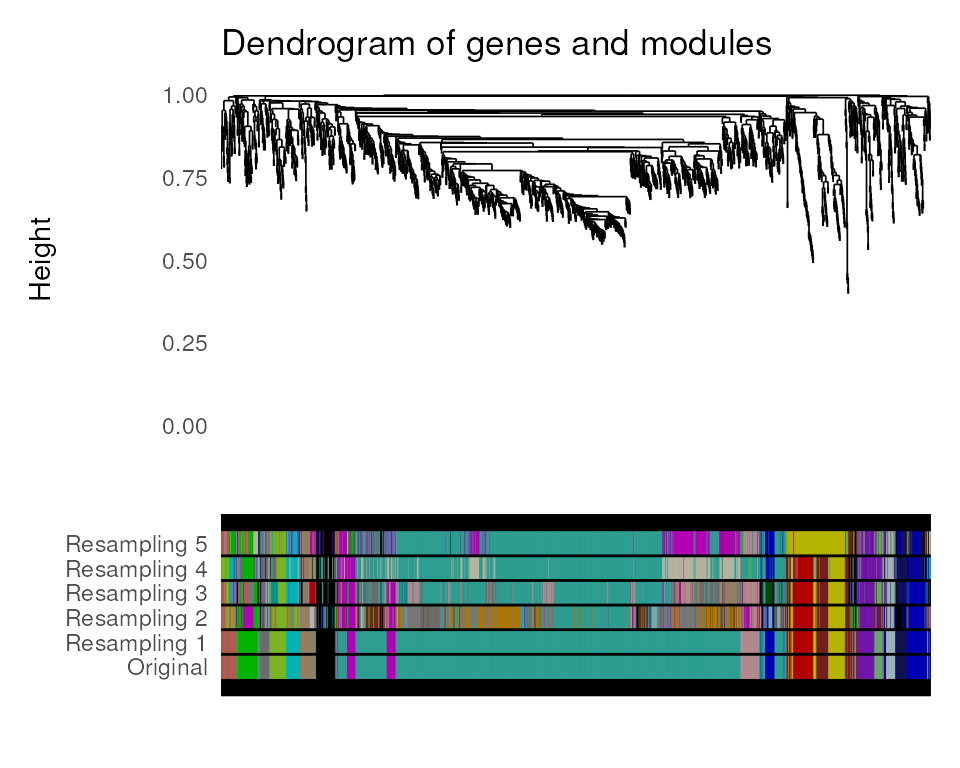 Dendrogram of genes and modules
Height
1.00
0.75
0.50
0.25
0.00
Resampling 5
Resampling 4
Resampling 3
Resampling 2
Resampling 1
Original